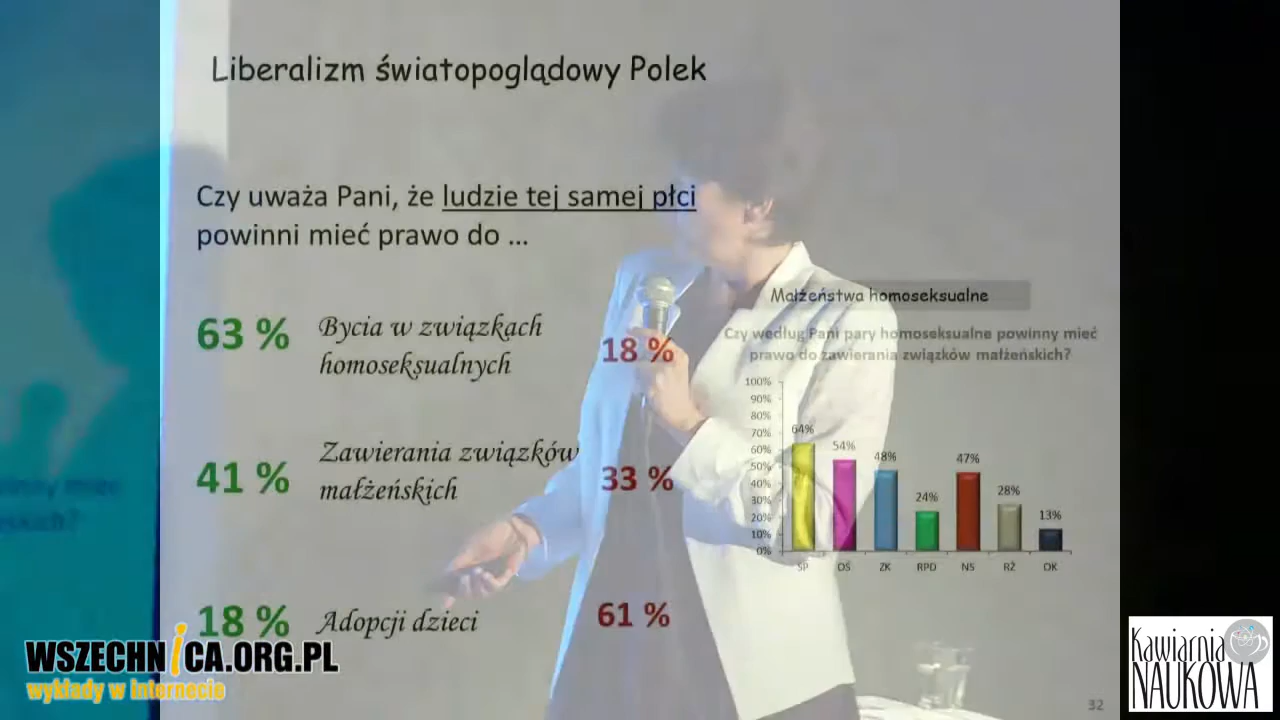 Liberalizm światopoglądowy Polek
Czy uważa Pani, że ludzie tej samej płci
powinni mieć prawo do ...
63 %
Bycia w związkach
homoseksualnych
18 %
41 %
Zawierania związków
małżeńskich
33 %
18 %
Adopcji dzieci
61 %
Małżeństwa homoseksualne
Czy według Pani pary homoseksualne powinny mieć
prawo do zawierania związków małżeńskich?
100%
90%
80%
70%
60%
50%
40%
30%
20%
10%
0%
64%
54%
48%
24%
47%
28%
13%
SP
OŚ
ZK
RPD
NS
RŻ
OK
32
WSZECHNICA.ORG.PL
wykłady w internecie
Kawiarnia
NAUKOWA